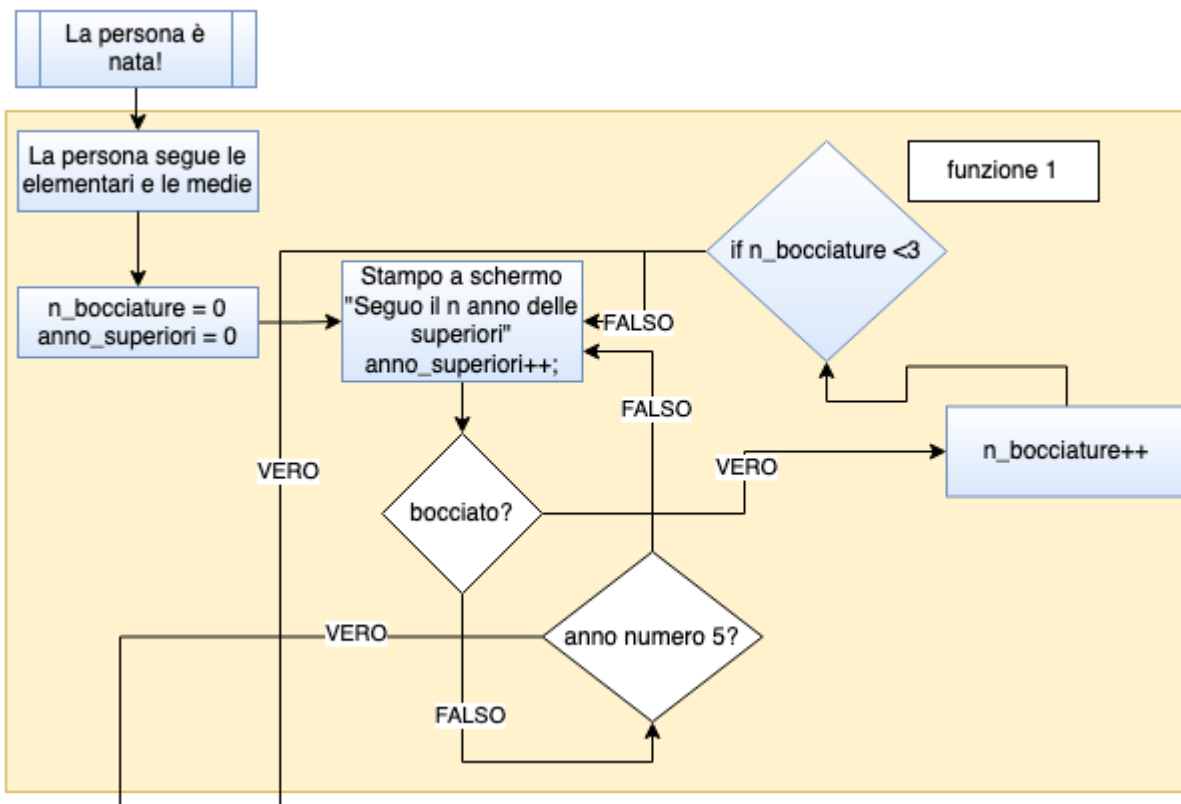 La persona è
nata!
La persona segue le
elementari e le medie
funzione 1
if n_bocciature <3
n_bocciature = 0
anno_superiori = 0
Stampo a schermo
"Seguo il n anno delle
superiori"
anno_superiori++;
FALSO
FALSO
VERO
VERO
n_bocciature++
bocciato?
VERO
anno numero 5?
FALSO